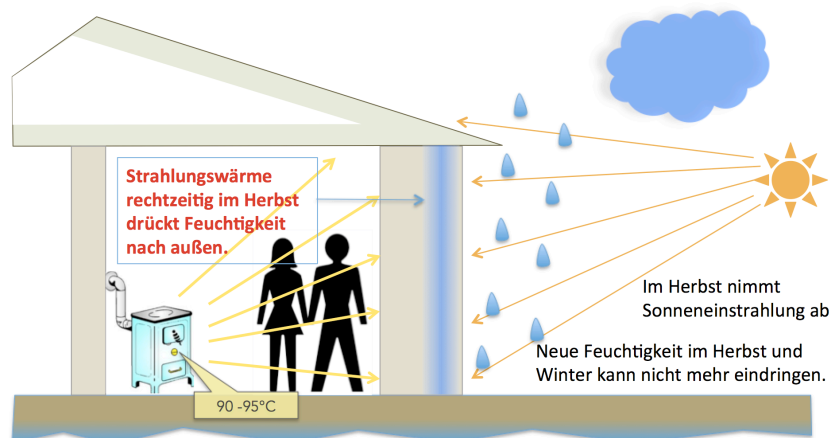 Strahlungswärme
rechtzeitig im Herbst
drückt Feuchtigkeit
nach außen.
Im Herbst nimmt
Sonneneinstrahlung ab
Neue Feuchtigkeit im Herbst und
Winter kann nicht mehr eindringen.
90 -95°C